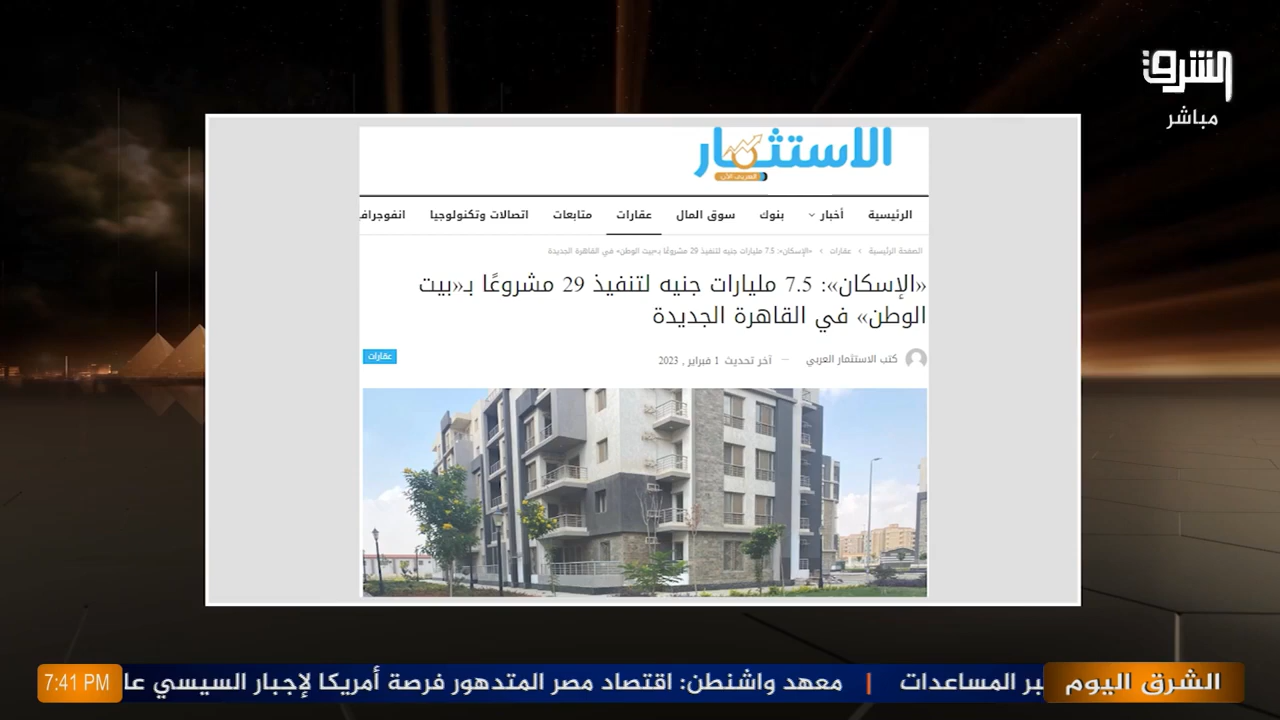 الشرق
مباشر
الاستثمار
العربي الآن
الرئيسية أخبار بنوك سوق المال عقارات متابعات اتصالات وتكنولوجيا انفوجراف
الصفحة الرئيسية › عقارات › «الإسكان»: 7.5 مليارات جنيه لتنفيذ 29 مشروعًا بـ«بيت الوطن» في القاهرة الجديدة
«الإسكان»: 7.5 مليارات جنيه لتنفيذ 29 مشروعًا بـ«بيت
الوطن» في القاهرة الجديدة
كتب الاستثمار العربي — آخر تحديث 1 فبراير , 2023
عقارات
الشرق اليوم
بر المساعدات | معهد واشنطن: اقتصاد مصر المتدهور فرصة أمريكا لإجبار السيسي عا
7:41 PM